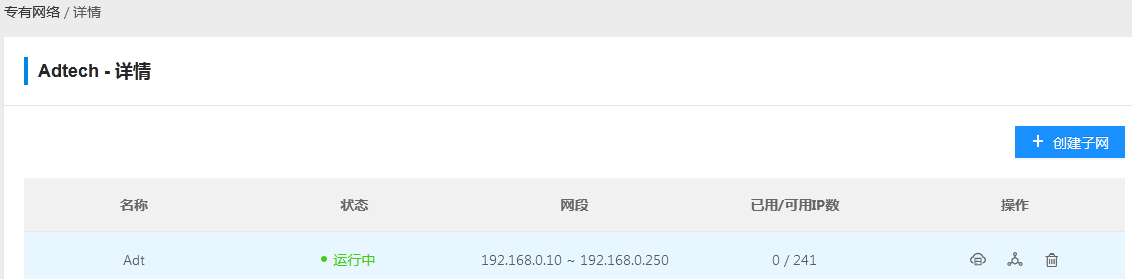 专有网络 / 详情
Adtech - 详情
+ 创建子网
名称 状态 网段 已用/可用IP数 操作
Adt 运行中 192.168.0.10 ~ 192.168.0.250 0 / 241